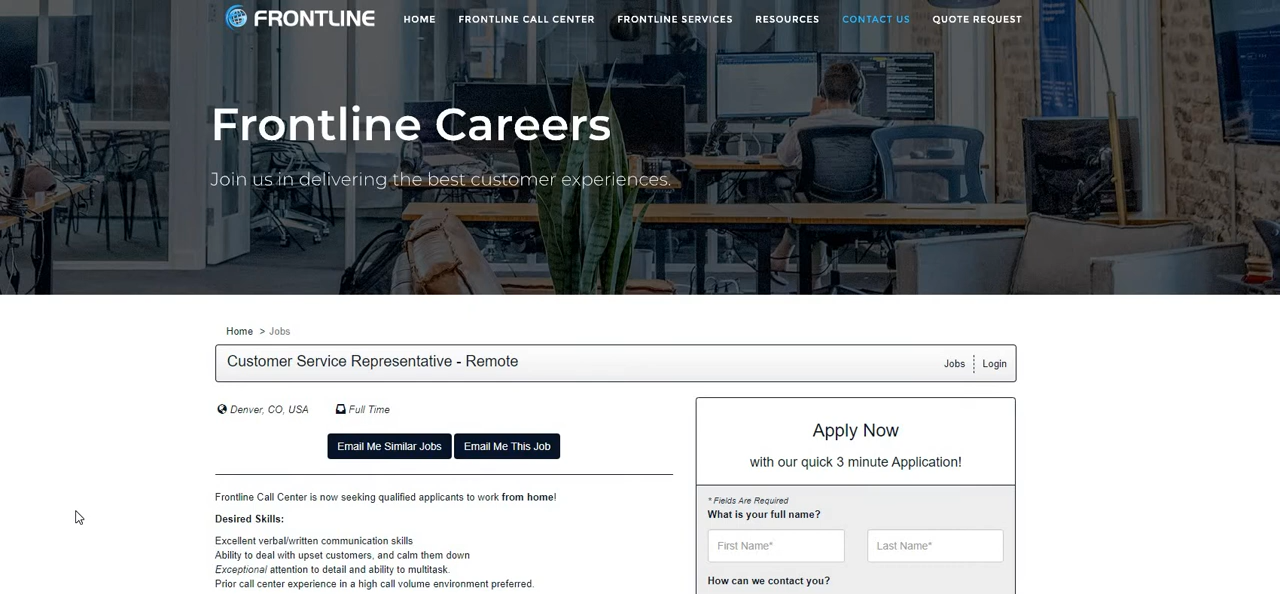 FRONTLINE
HOME FRONTLINE CALL CENTER FRONTLINE SERVICES RESOURCES CONTACT US QUOTE REQUEST
Frontline Careers
Join us in delivering the best customer experiences.
Home > Jobs
Customer Service Representative - Remote
Jobs Login
Denver, CO, USA Full Time
Email Me Similar Jobs Email Me This Job
Frontline Call Center is now seeking qualified applicants to work from home!
Desired Skills:
Excellent verbal/written communication skills
Ability to deal with upset customers, and calm them down
Exceptional attention to detail and ability to multitask.
Prior call center experience in a high call volume environment preferred.
Apply Now
with our quick 3 minute Application!
* Fields Are Required
What is your full name?
First Name* Last Name*
How can we contact you?